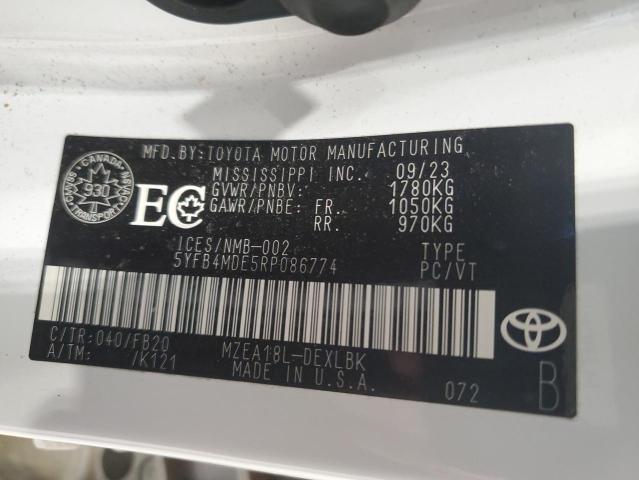 MFD.BY:TOYOTA MOTOR MANUFACTURING
MISSISSIPPI INC. 09/23
GVWR/PNBV: 1780KG
GAWR/PNBE: FR. 1050KG
RR. 970KG
CANADA
930
TRANSPORT
EC
ICES/NMB-002
5YFB4MDE5RP086774
TYPE
PC/VT
C/TR:040/FB20
A/TM: /K121
MZEA18L-DEXLBK
MADE IN U.S.A.
072
B